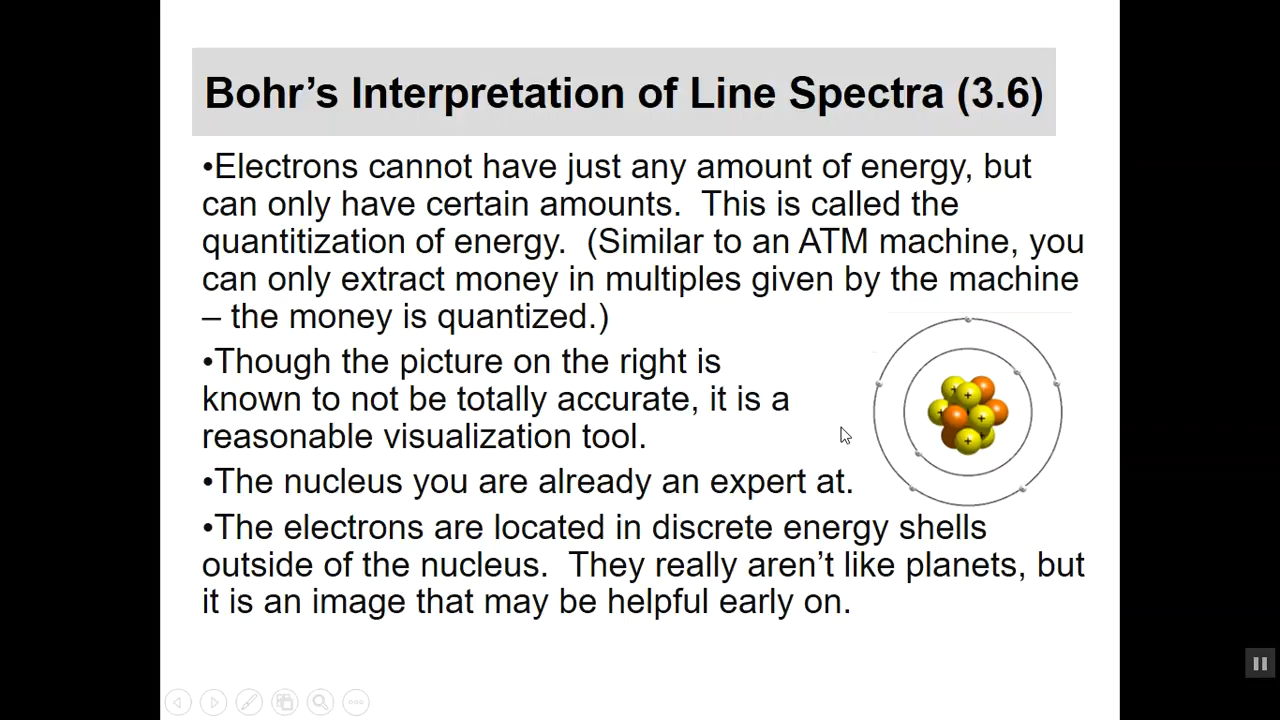 Bohr’s Interpretation of Line Spectra (3.6)
•Electrons cannot have just any amount of energy, but
can only have certain amounts.  This is called the
quantitization of energy.  (Similar to an ATM machine, you
can only extract money in multiples given by the machine
– the money is quantized.)
•Though the picture on the right is
known to not be totally accurate, it is a
reasonable visualization tool.
•The nucleus you are already an expert at.
•The electrons are located in discrete energy shells
outside of the nucleus.  They really aren’t like planets, but
it is an image that may be helpful early on.